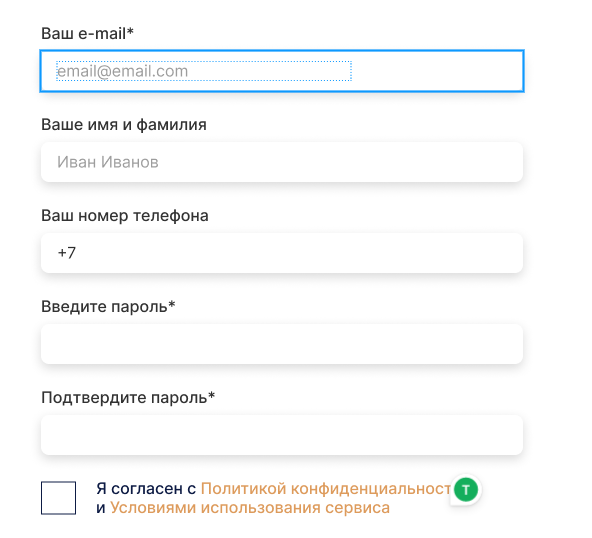 Ваш e-mail*
email@email.com
Ваше имя и фамилия
Иван Иванов
Ваш номер телефона
+7
Введите пароль*
Подтвердите пароль*
Я согласен с Политикой конфиденциальност
T
и Условиями использования сервиса